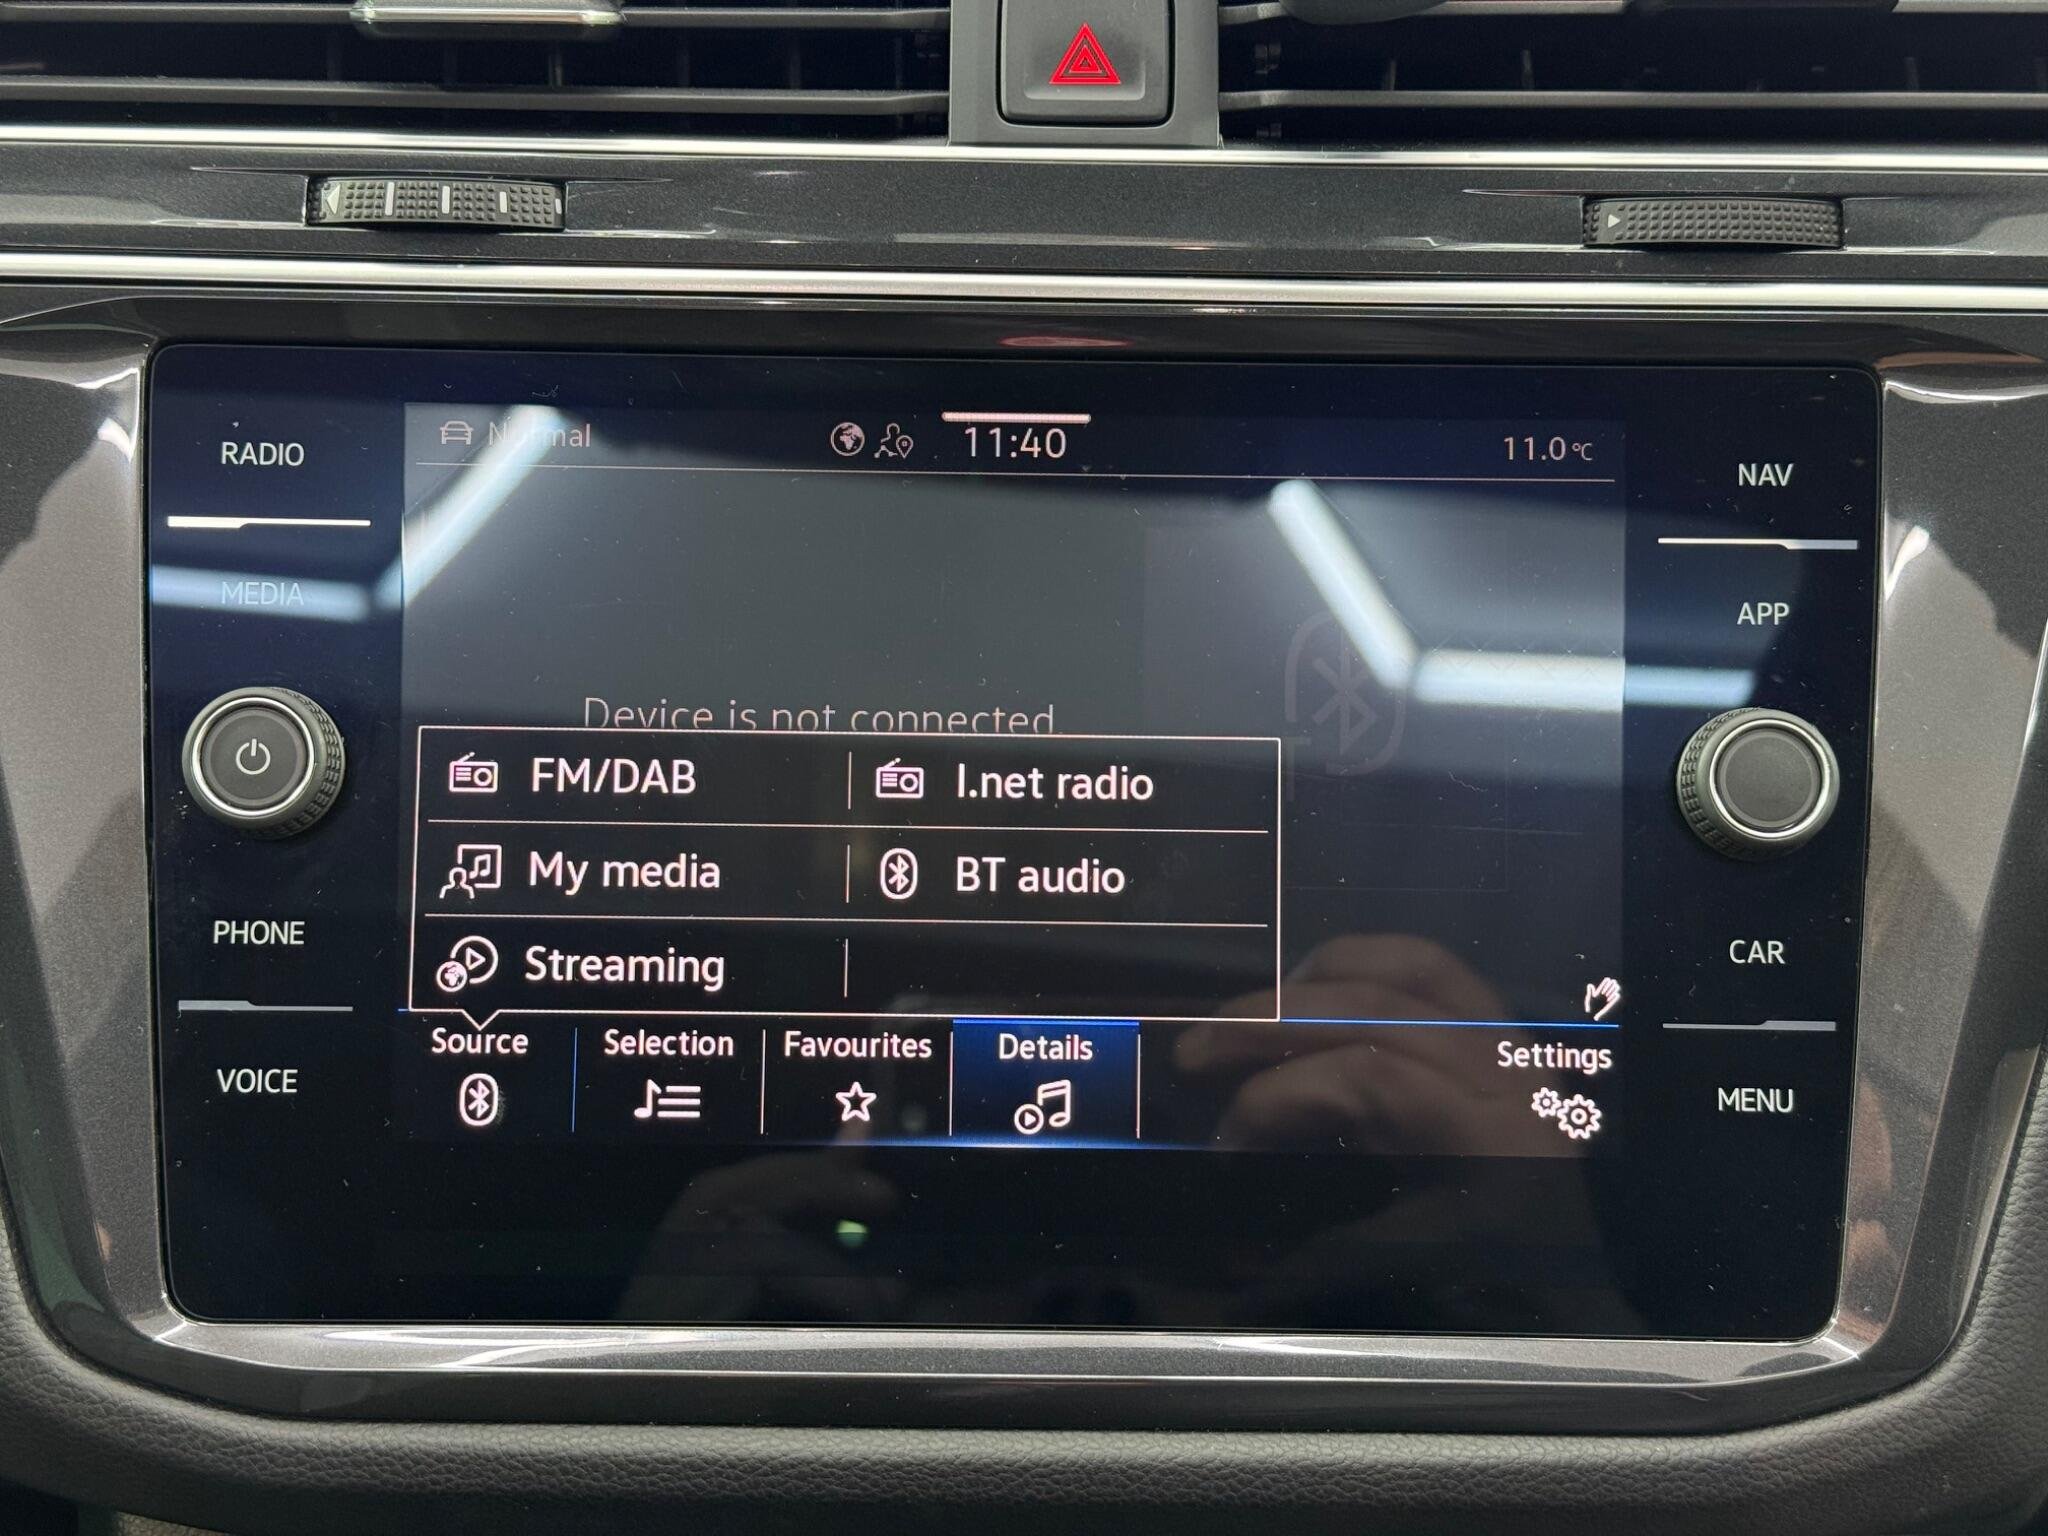 RADIO
MEDIA
PHONE
VOICE
Normal
11:40
11.0°C
Device is not connected.
FM/DAB
I.net radio
My media
BT audio
Streaming
Source
Selection
Favourites
Details
Settings
NAV
APP
CAR
MENU